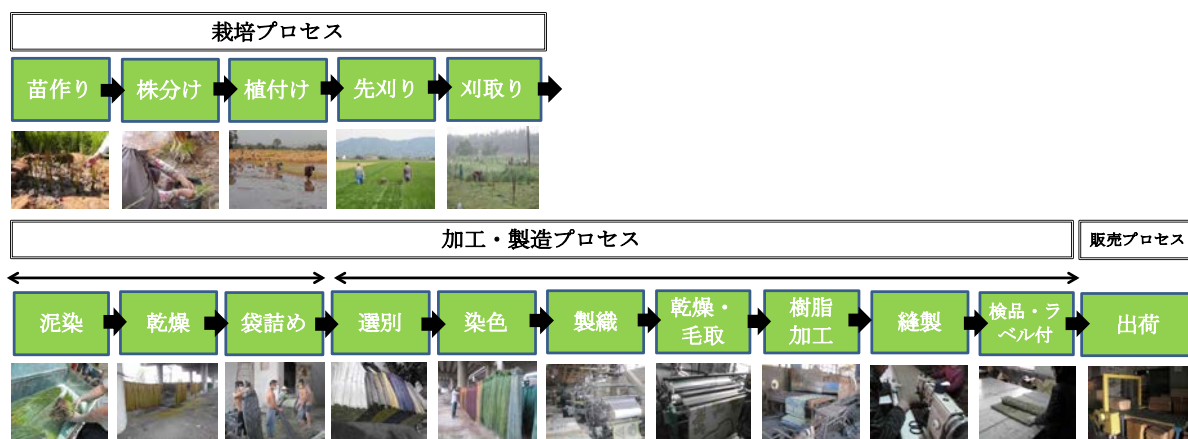 栽培プロセス
苗作り
株分け
植付け
先刈り
刈取り
加工・製造プロセス
販売プロセス
泥染
乾燥
袋詰め
選別
染色
製織
乾燥・
毛取
樹脂
加工
縫製
検品・ラ
ベル付
出荷